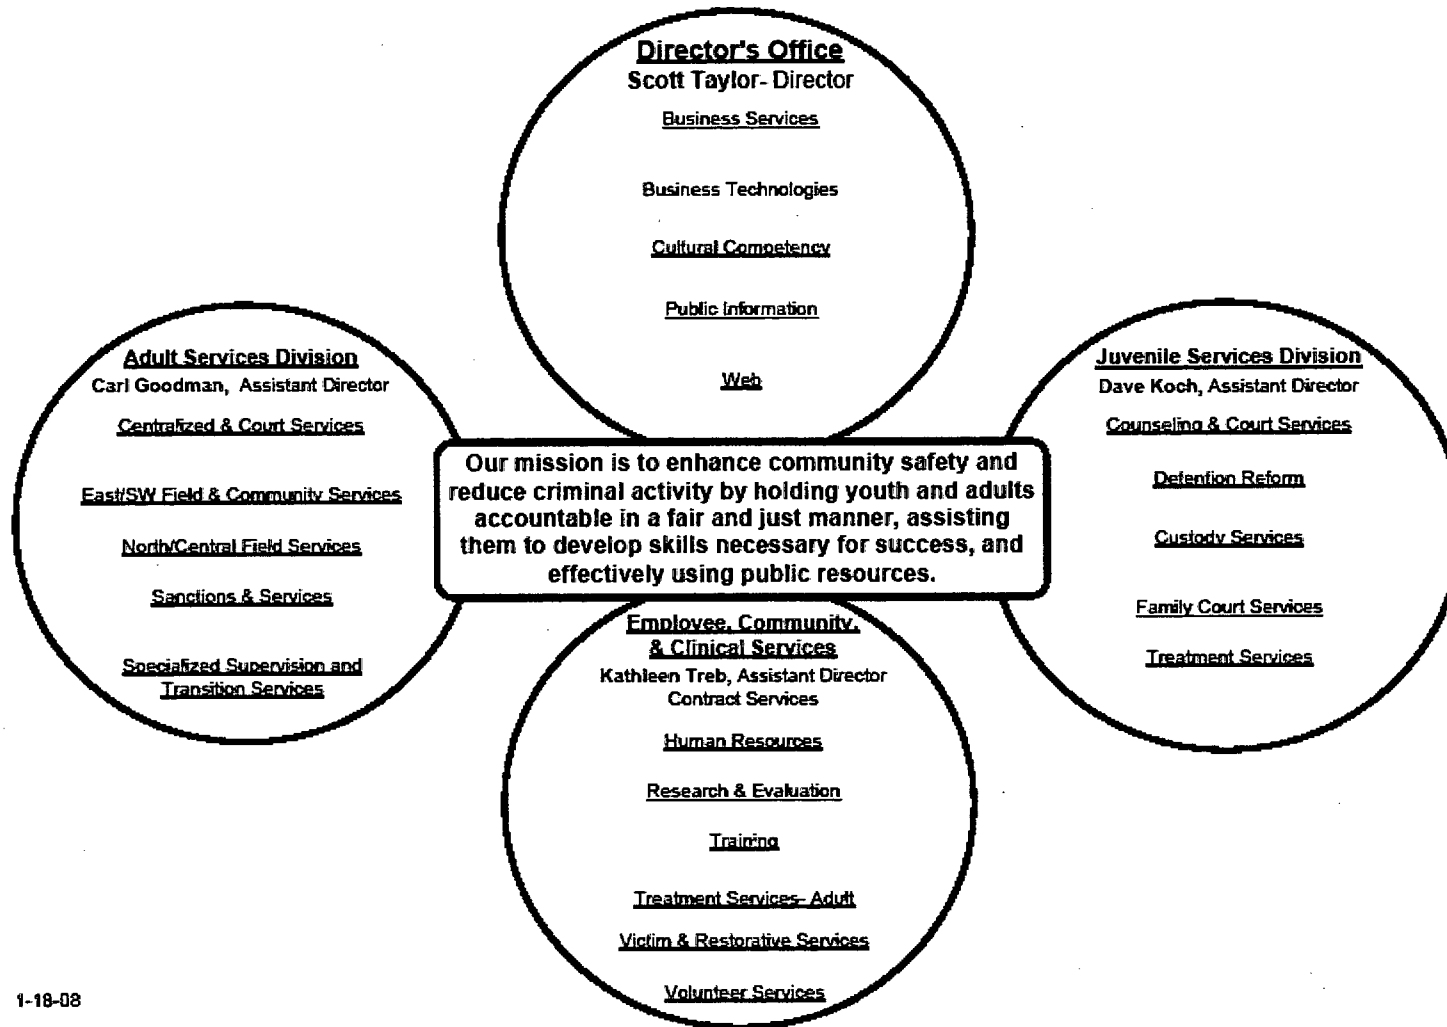 Director's Office
Scott Taylor- Director
Business Services
Business Technologies
Cultural Competency
Public Information
Web
Adult Services Division
Carl Goodman, Assistant Director
Centralized & Court Services
East/SW Field & Community Services
North/Central Field Services
Sanctions & Services
Specialized Supervision and
Transition Services
Our mission is to enhance community safety and
reduce criminal activity by holding youth and adults
accountable in a fair and just manner, assisting
them to develop skills necessary for success, and
effectively using public resources.
Juvenile Services Division
Dave Koch, Assistant Director
Counseling & Court Services
Detention Reform
Custody Services
Family Court Services
Treatment Services
Employee, Community,
& Clinical Services
Kathleen Treb, Assistant Director
Contract Services
Human Resources
Research & Evaluation
Training
Treatment Services- Adult
Victim & Restorative Services
Volunteer Services
1-18-08